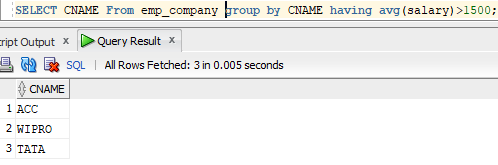 SELECT CNAME From emp_company group by CNAME having avg(salary)>1500;
ript Output x Query Result x
SQL | All Rows Fetched: 3 in 0.005 seconds
CNAME
1 ACC
2 WIPRO
3 TATA